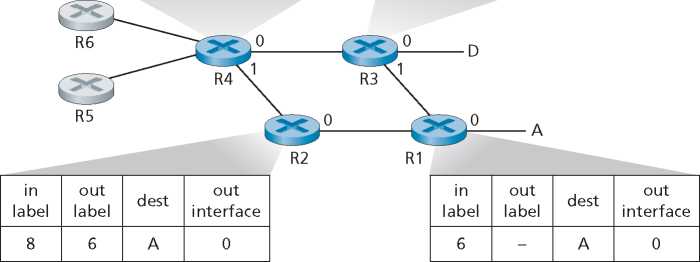 R6
0
0
D
R4
1
R3
1
R5
0
0
A
R2
R1
in label out label dest out interface
8 6 A 0
in label out label dest out interface
6 – A 0